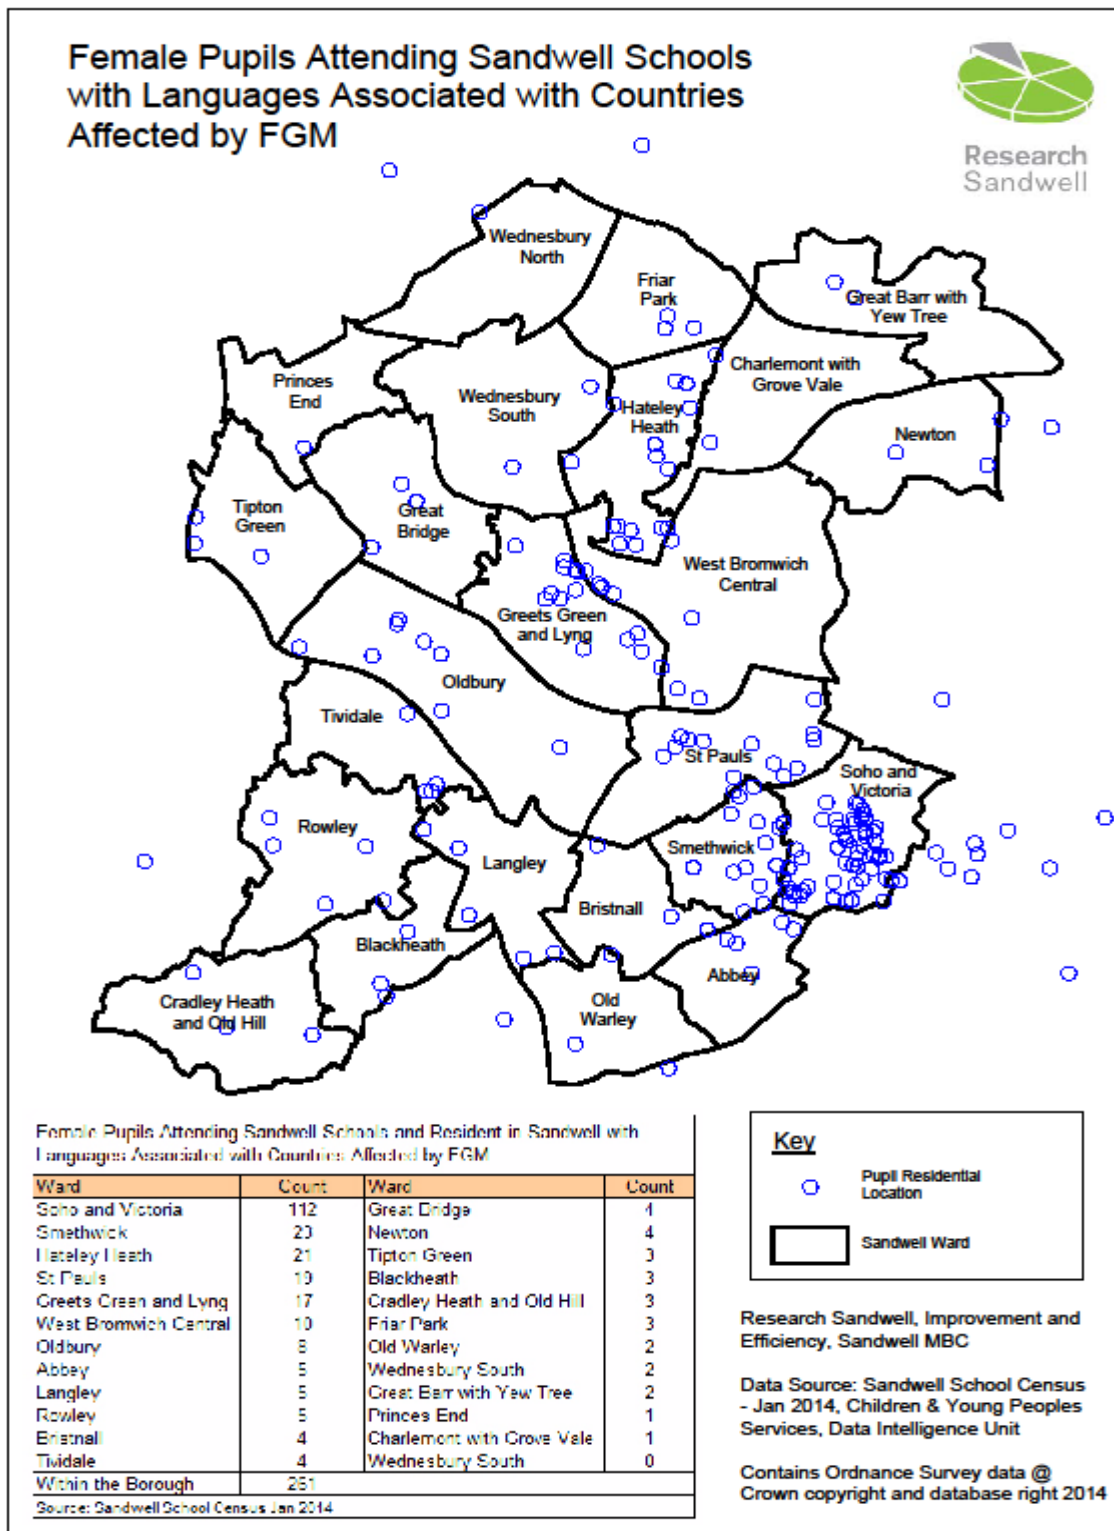 Female Pupils Attending Sandwell Schools
with Languages Associated with Countries
Affected by FGM
Research
Sandwell
Wednesbury
North
Friar
Park
Great Barr with
Yew Tree
Charlemont with
Grove Vale
Princes
End
Wednesbury
South
Hateley
Heath
Newton
Tipton
Green
Great
Bridge
West Bromwich
Central
Greets Green
and Lyng
Oldbury
Tividale
St Pauls
Soho and
Victoria
Rowley
Langley
Smethwick
Bristnall
Blackheath
Abbey
Cradley Heath
and Old Hill
Old
Warley
Female Pupils Attending Sandwell Schools and Resident in Sandwell with
Languages Associated with Countries Affected by FGM
Ward Count Ward Count
Soho and Victoria 112 Great Bridge 4
Smethwick 23 Newton 4
Hateley Heath 21 Tipton Green 3
St Pauls 19 Blackheath 3
Greets Green and Lyng 17 Cradley Heath and Old Hill 3
West Bromwich Central 10 Friar Park 3
Oldbury 8 Old Warley 2
Abbey 5 Wednesbury South 2
Langley 5 Great Barr with Yew Tree 2
Rowley 5 Princes End 1
Bristnall 4 Charlemont with Grove Vale 1
Tividale 4 Wednesbury South 0
Within the Borough 261
Source: Sandwell School Census Jan 2014
Key
Pupil Residential
Location
Sandwell Ward
Research Sandwell, Improvement and
Efficiency, Sandwell MBC
Data Source: Sandwell School Census
- Jan 2014, Children & Young Peoples
Services, Data Intelligence Unit
Contains Ordnance Survey data @
Crown copyright and database right 2014